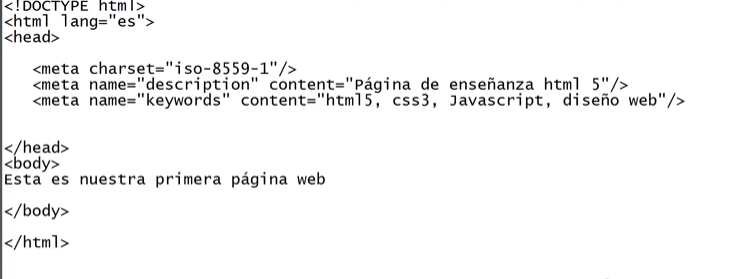 <!DOCTYPE html>
<html lang="es">
<head>
<meta charset="iso-8559-1"/>
<meta name="description" content="Página de enseñanza html 5"/>
<meta name="keywords" content="html5, css3, Javascript, diseño web"/>
</head>
<body>
Esta es nuestra primera página web
</body>
</html>